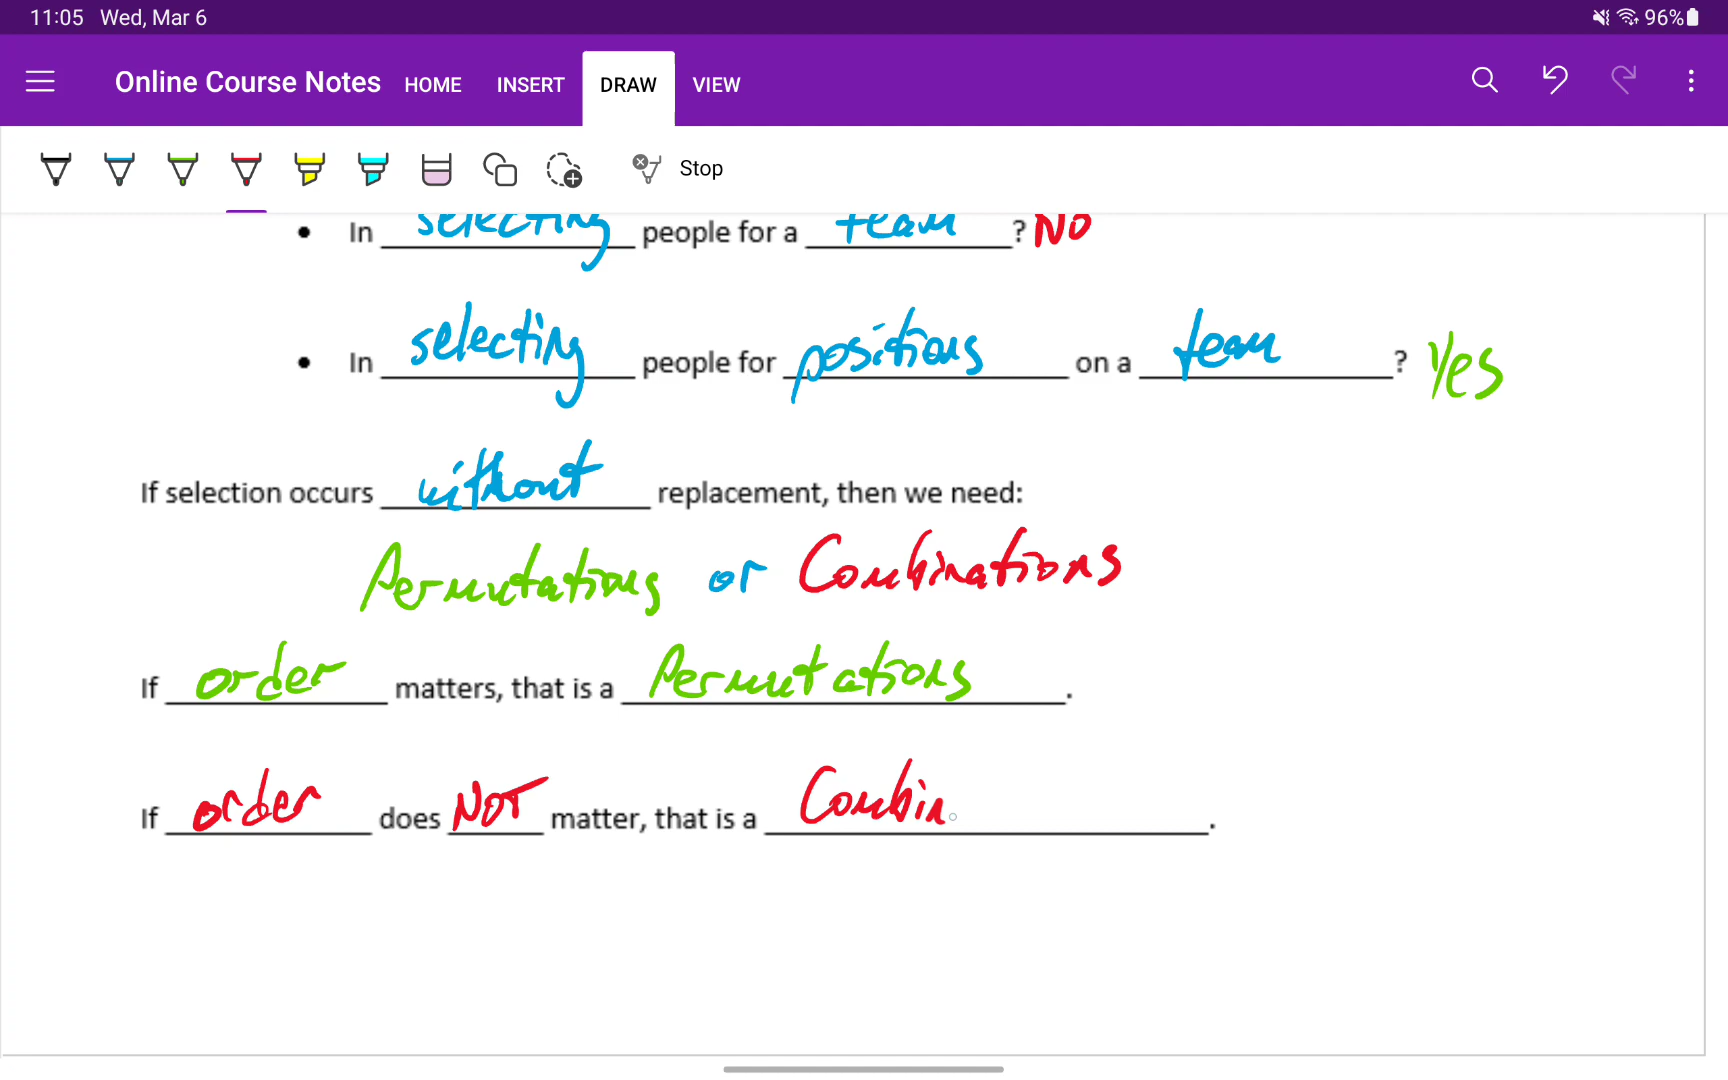 11:05 Wed, Mar 6 96%
Online Course Notes HOME INSERT DRAW VIEW
Stop
• In selecting people for a team? NO
• In selecting people for positions on a team? Yes
If selection occurs without replacement, then we need:
Permutations or Combinations
If order matters, that is a Permutations.
If order does NOT matter, that is a Combin.